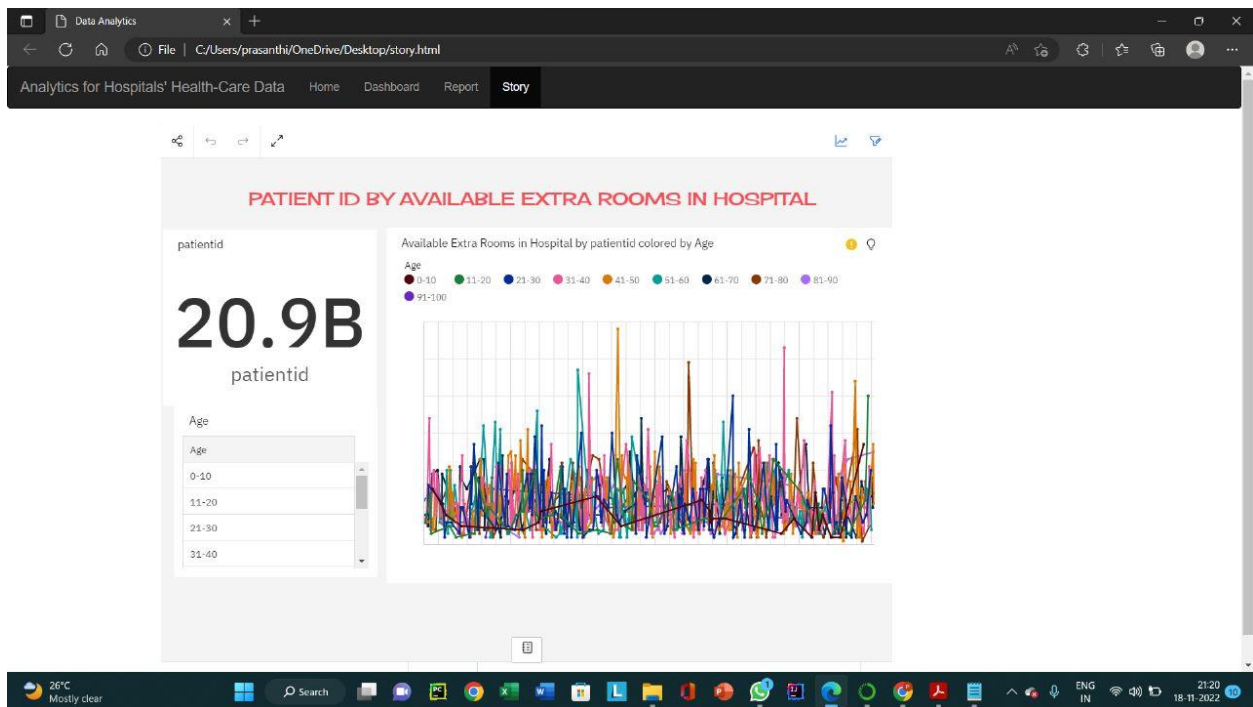 Data Analytics
File | C:/Users/prasanthi/OneDrive/Desktop/story.html
Analytics for Hospitals' Health-Care Data Home Dashboard Report Story
PATIENT ID BY AVAILABLE EXTRA ROOMS IN HOSPITAL
patientid
20.9B
patientid
Age
Age
0-10
11-20
21-30
31-40
Available Extra Rooms in Hospital by patientid colored by Age
Age
0-10 11-20 21-30 31-40 41-50 51-60 61-70 71-80 81-90
91-100
26°C
Mostly clear
Search
ENG
IN
21:20
18-11-2022
10